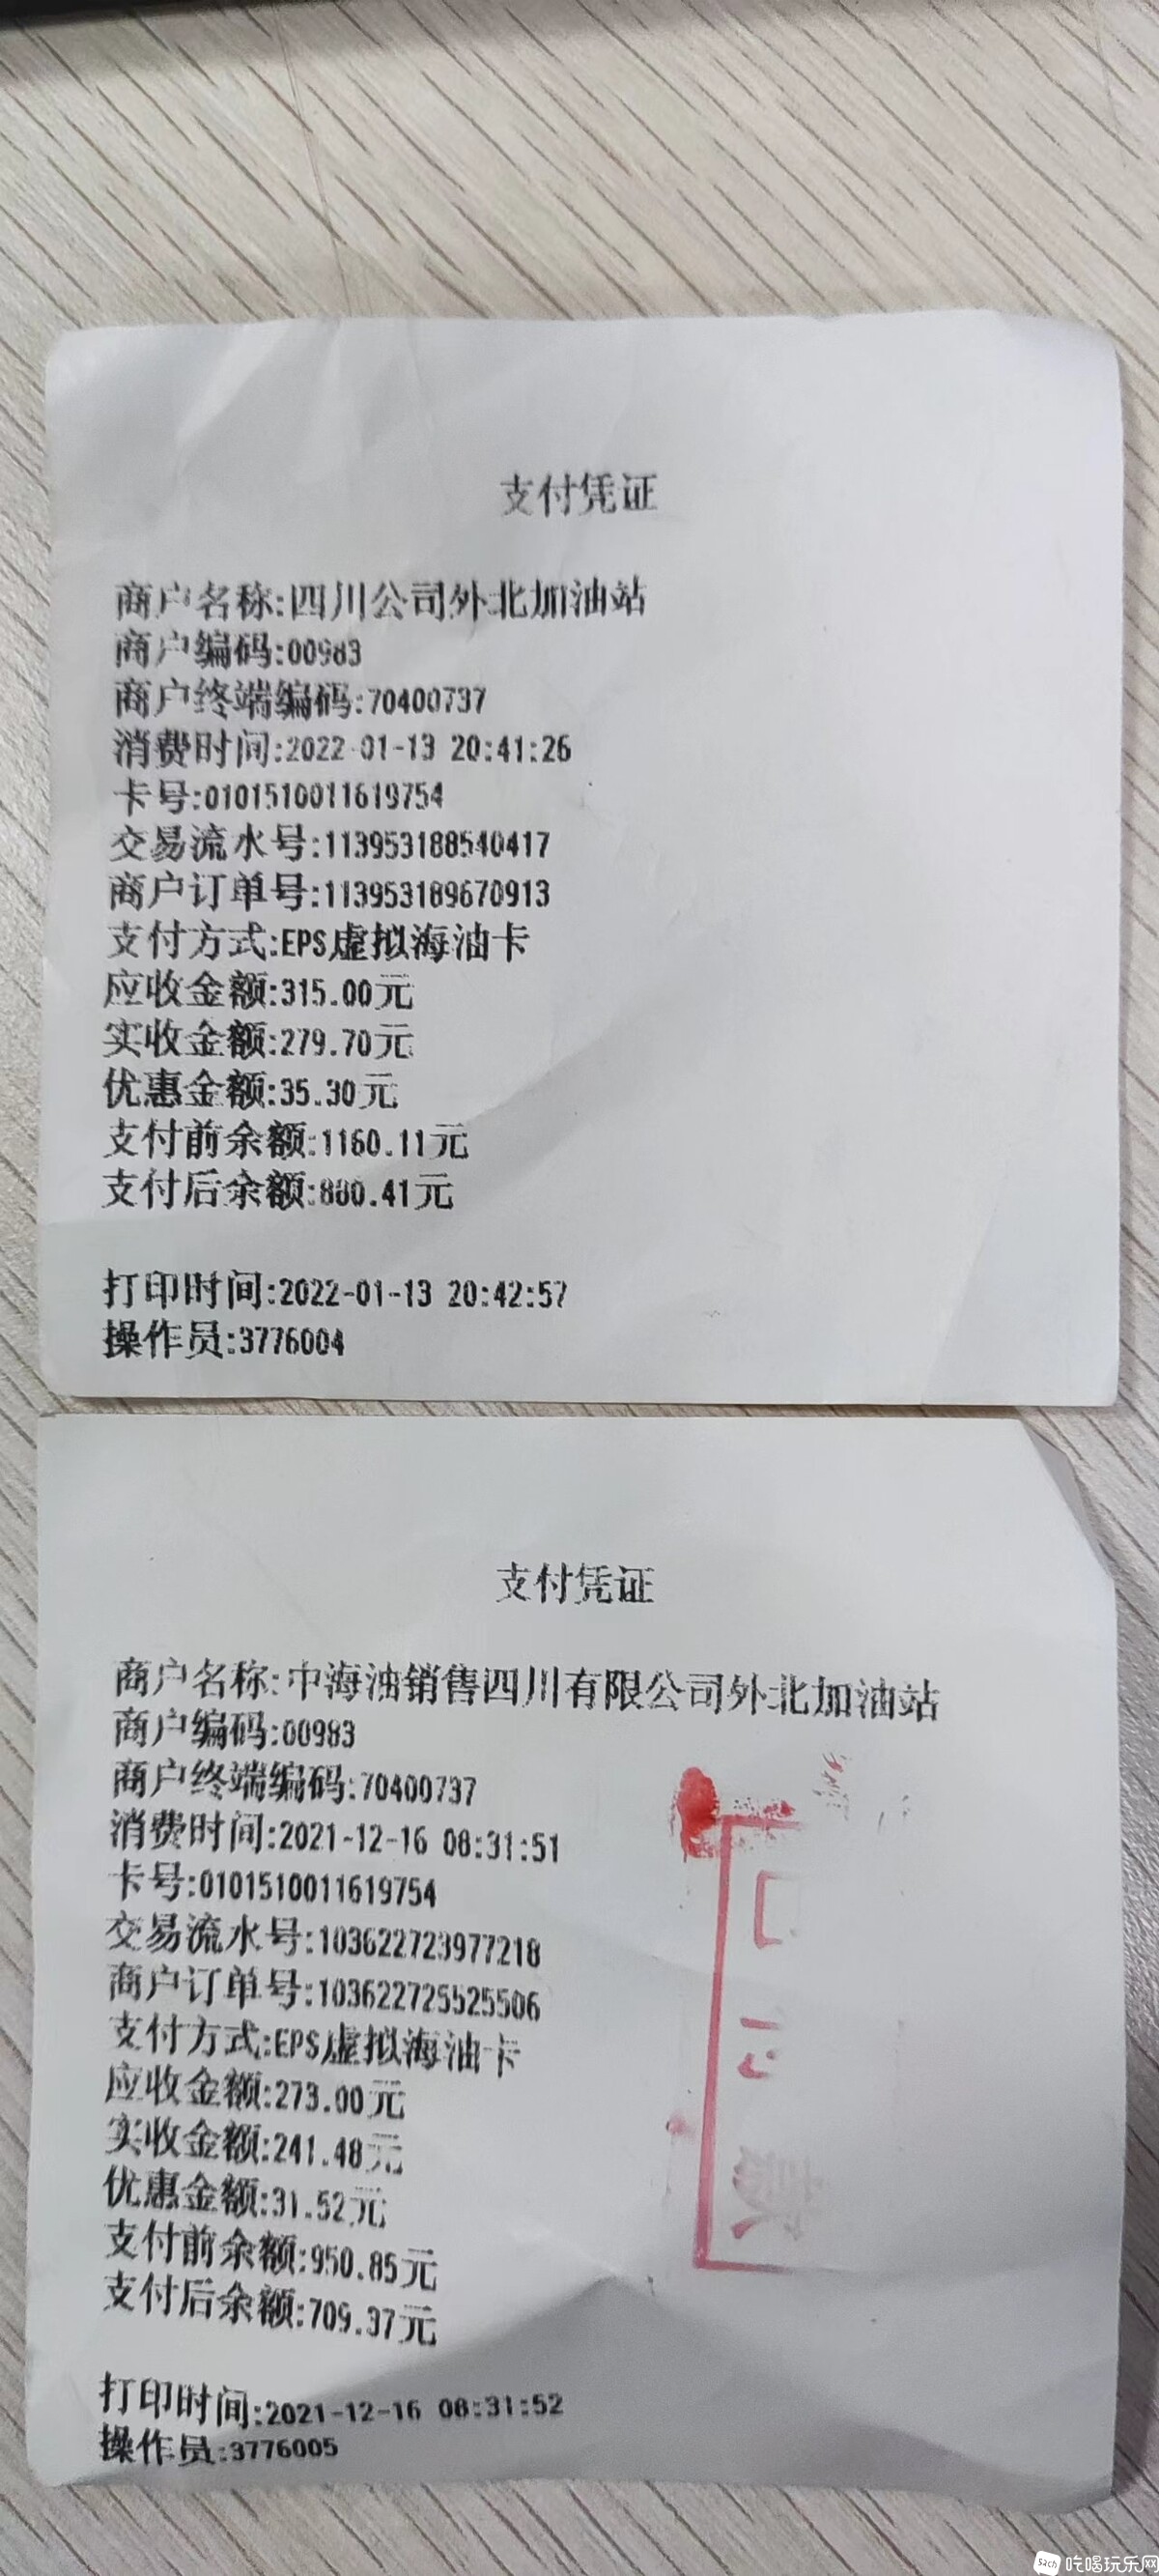 支付凭证
商户名称:四川公司外北加油站
商户编码:00983
商户终端编码:70400737
消费时间:2022-01-13 20:41:26
卡号:0101510011619754
交易流水号:113953188540417
商户订单号:113953189670913
支付方式:EPS虚拟海油卡
应收金额:315.00元
实收金额:279.70元
优惠金额:35.30元
支付前余额:1160.11元
支付后余额:880.41元
打印时间:2022-01-13 20:42:57
操作员:3776004
支付凭证
商户名称:中海油销售四川有限公司外北加油站
商户编码:00983
商户终端编码:70400737
消费时间:2021-12-16 08:31:51
卡号:0101510011619754
交易流水号:103622723977218
商户订单号:103622725525506
支付方式:EPS虚拟海油卡
应收金额:273.00元
实收金额:241.48元
优惠金额:31.52元
支付前余额:950.85元
支付后余额:709.37元
打印时间:2021-12-16 08:31:52
操作员:3776005
52ch 吃喝玩乐网